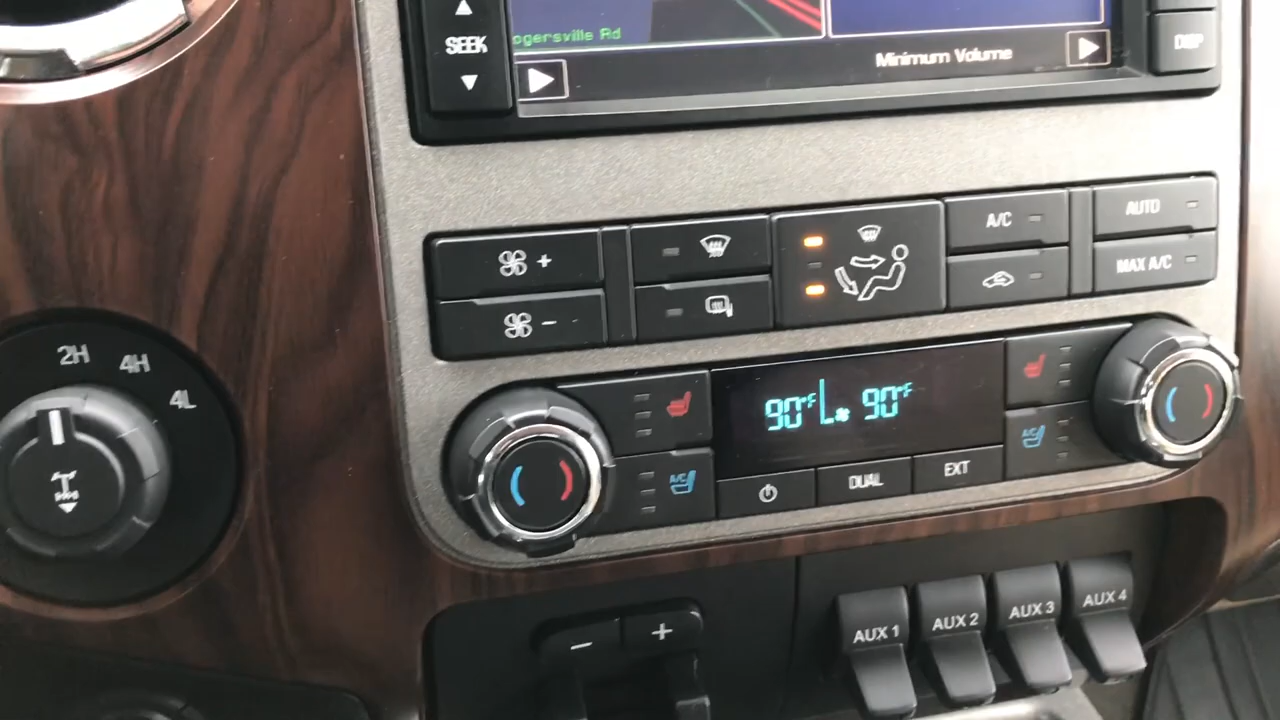 SEEK
ogersville Rd
Minimum Volume
DISP
A/C
AUTO
MAX A/C
2H 4H 4L
90°F L 90°F
A/C
A/C
DUAL
EXT
- +
AUX 1 AUX 2 AUX 3 AUX 4